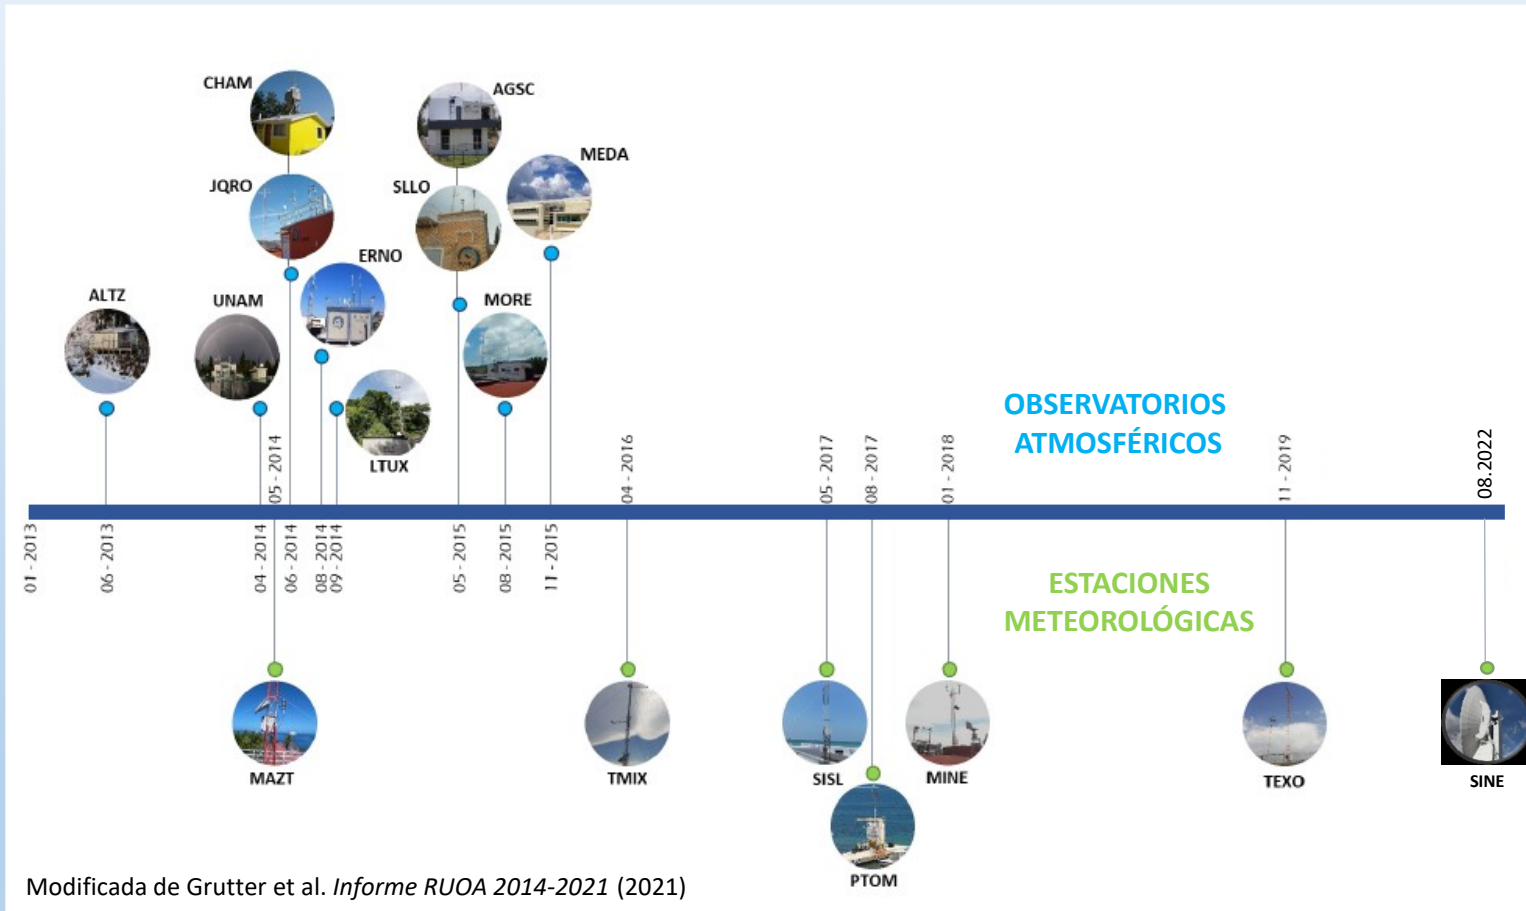 CHAM
AGSC
MEDA
JQRO
SLLO
ERNO
ALTZ
UNAM
MORE
LTUX
OBSERVATORIOS
ATMOSFÉRICOS
05 - 2014
04 - 2016
05 - 2017
08 - 2017
01 - 2018
11 - 2019
08.2022
01 - 2013
06 - 2013
04 - 2014
06 - 2014
08 - 2014
09 - 2014
05 - 2015
08 - 2015
11 - 2015
ESTACIONES
METEOROLÓGICAS
MAZT
TMIX
SISL
MINE
TEXO
SINE
PTOM
Modificada de Grutter et al. Informe RUOA 2014-2021 (2021)